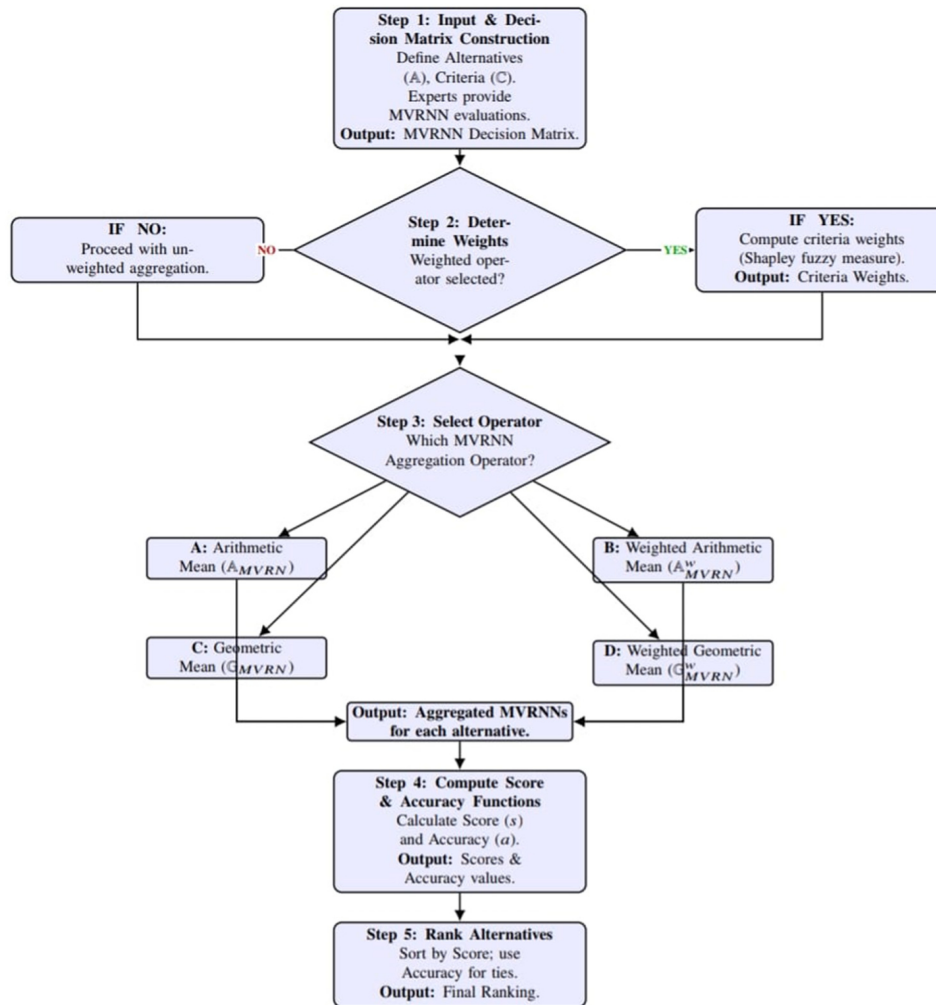 Step 1: Input & Deci-
sion Matrix Construction
Define Alternatives
(𝔸), Criteria (ℂ).
Experts provide
MVRNN evaluations.
Output: MVRNN Decision Matrix.
IF NO:
Proceed with un-
weighted aggregation.
NO
Step 2: Deter-
mine Weights
Weighted oper-
ator selected?
YES
IF YES:
Compute criteria weights
(Shapley fuzzy measure).
Output: Criteria Weights.
Step 3: Select Operator
Which MVRNN
Aggregation Operator?
A: Arithmetic
Mean (𝔸MVRN)
B: Weighted Arithmetic
Mean (𝔸^w_MVRN)
C: Geometric
Mean (𝔾MVRN)
D: Weighted Geometric
Mean (𝔾^w_MVRN)
Output: Aggregated MVRNNs
for each alternative.
Step 4: Compute Score
& Accuracy Functions
Calculate Score (s)
and Accuracy (a).
Output: Scores &
Accuracy values.
Step 5: Rank Alternatives
Sort by Score; use
Accuracy for ties.
Output: Final Ranking.